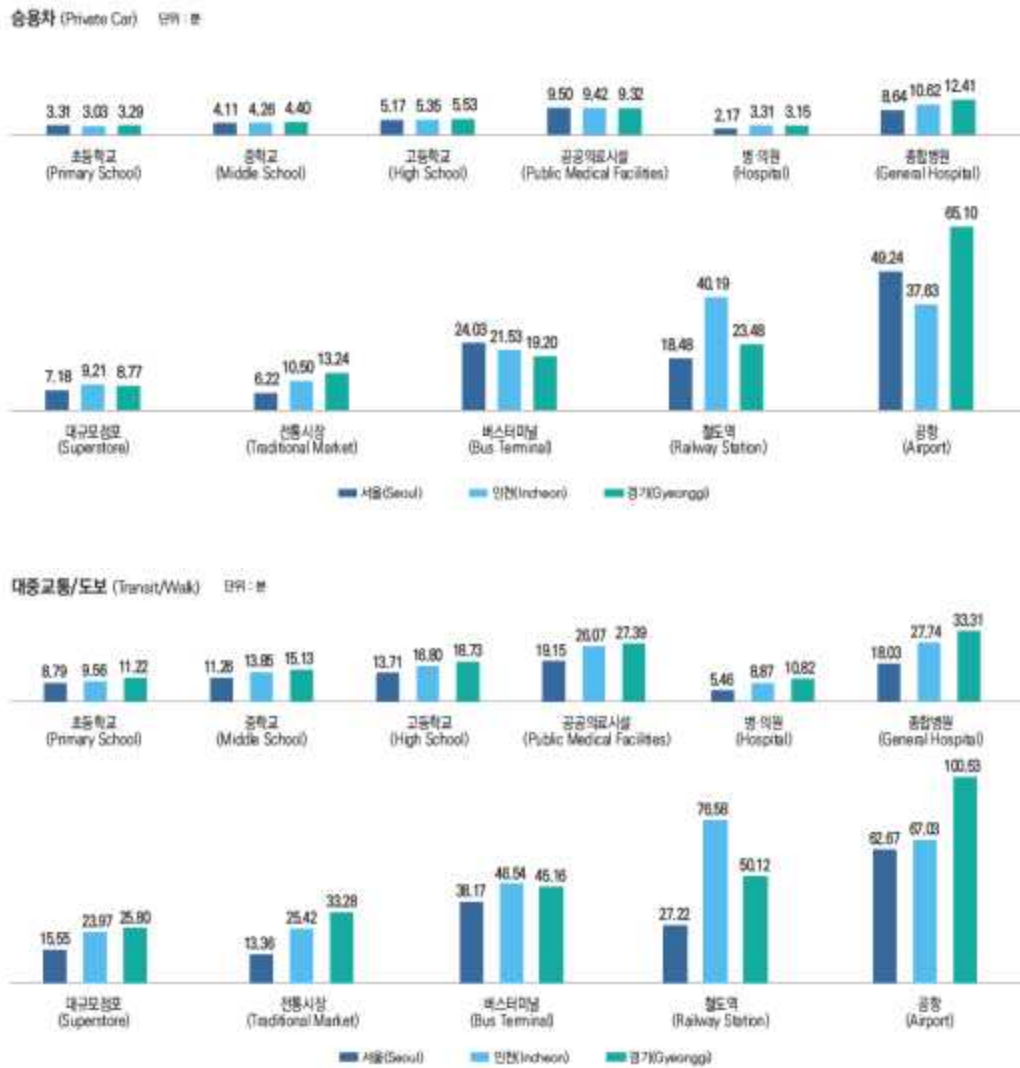 승용차 (Private Car) 단위 : 분
3.31 3.03 3.29 4.11 4.26 4.40 5.17 5.35 5.53 9.50 9.42 9.32 2.17 3.31 3.15 8.64 10.62 12.41
초등학교 중학교 고등학교 공공의료시설 병·의원 종합병원
(Primary School) (Middle School) (High School) (Public Medical Facilities) (Hospital) (General Hospital)
7.18 9.21 8.77 6.22 10.50 13.24 24.03 21.53 19.20 18.48 40.19 23.48 49.24 37.63 65.10
대규모점포 전통시장 버스터미널 철도역 공항
(Superstore) (Traditional Market) (Bus Terminal) (Railway Station) (Airport)
서울(Seoul) 인천(Incheon) 경기(Gyeonggi)
대중교통/도보 (Transit/Walk) 단위 : 분
8.79 9.56 11.22 11.26 13.95 15.13 13.71 16.80 18.73 19.15 26.07 27.39 5.46 8.87 10.82 18.03 27.74 33.31
초등학교 중학교 고등학교 공공의료시설 병·의원 종합병원
(Primary School) (Middle School) (High School) (Public Medical Facilities) (Hospital) (General Hospital)
15.55 23.97 25.80 13.36 25.42 33.28 38.17 46.54 45.16 27.22 76.58 50.12 62.67 67.03 100.53
대규모점포 전통시장 버스터미널 철도역 공항
(Superstore) (Traditional Market) (Bus Terminal) (Railway Station) (Airport)
서울(Seoul) 인천(Incheon) 경기(Gyeonggi)